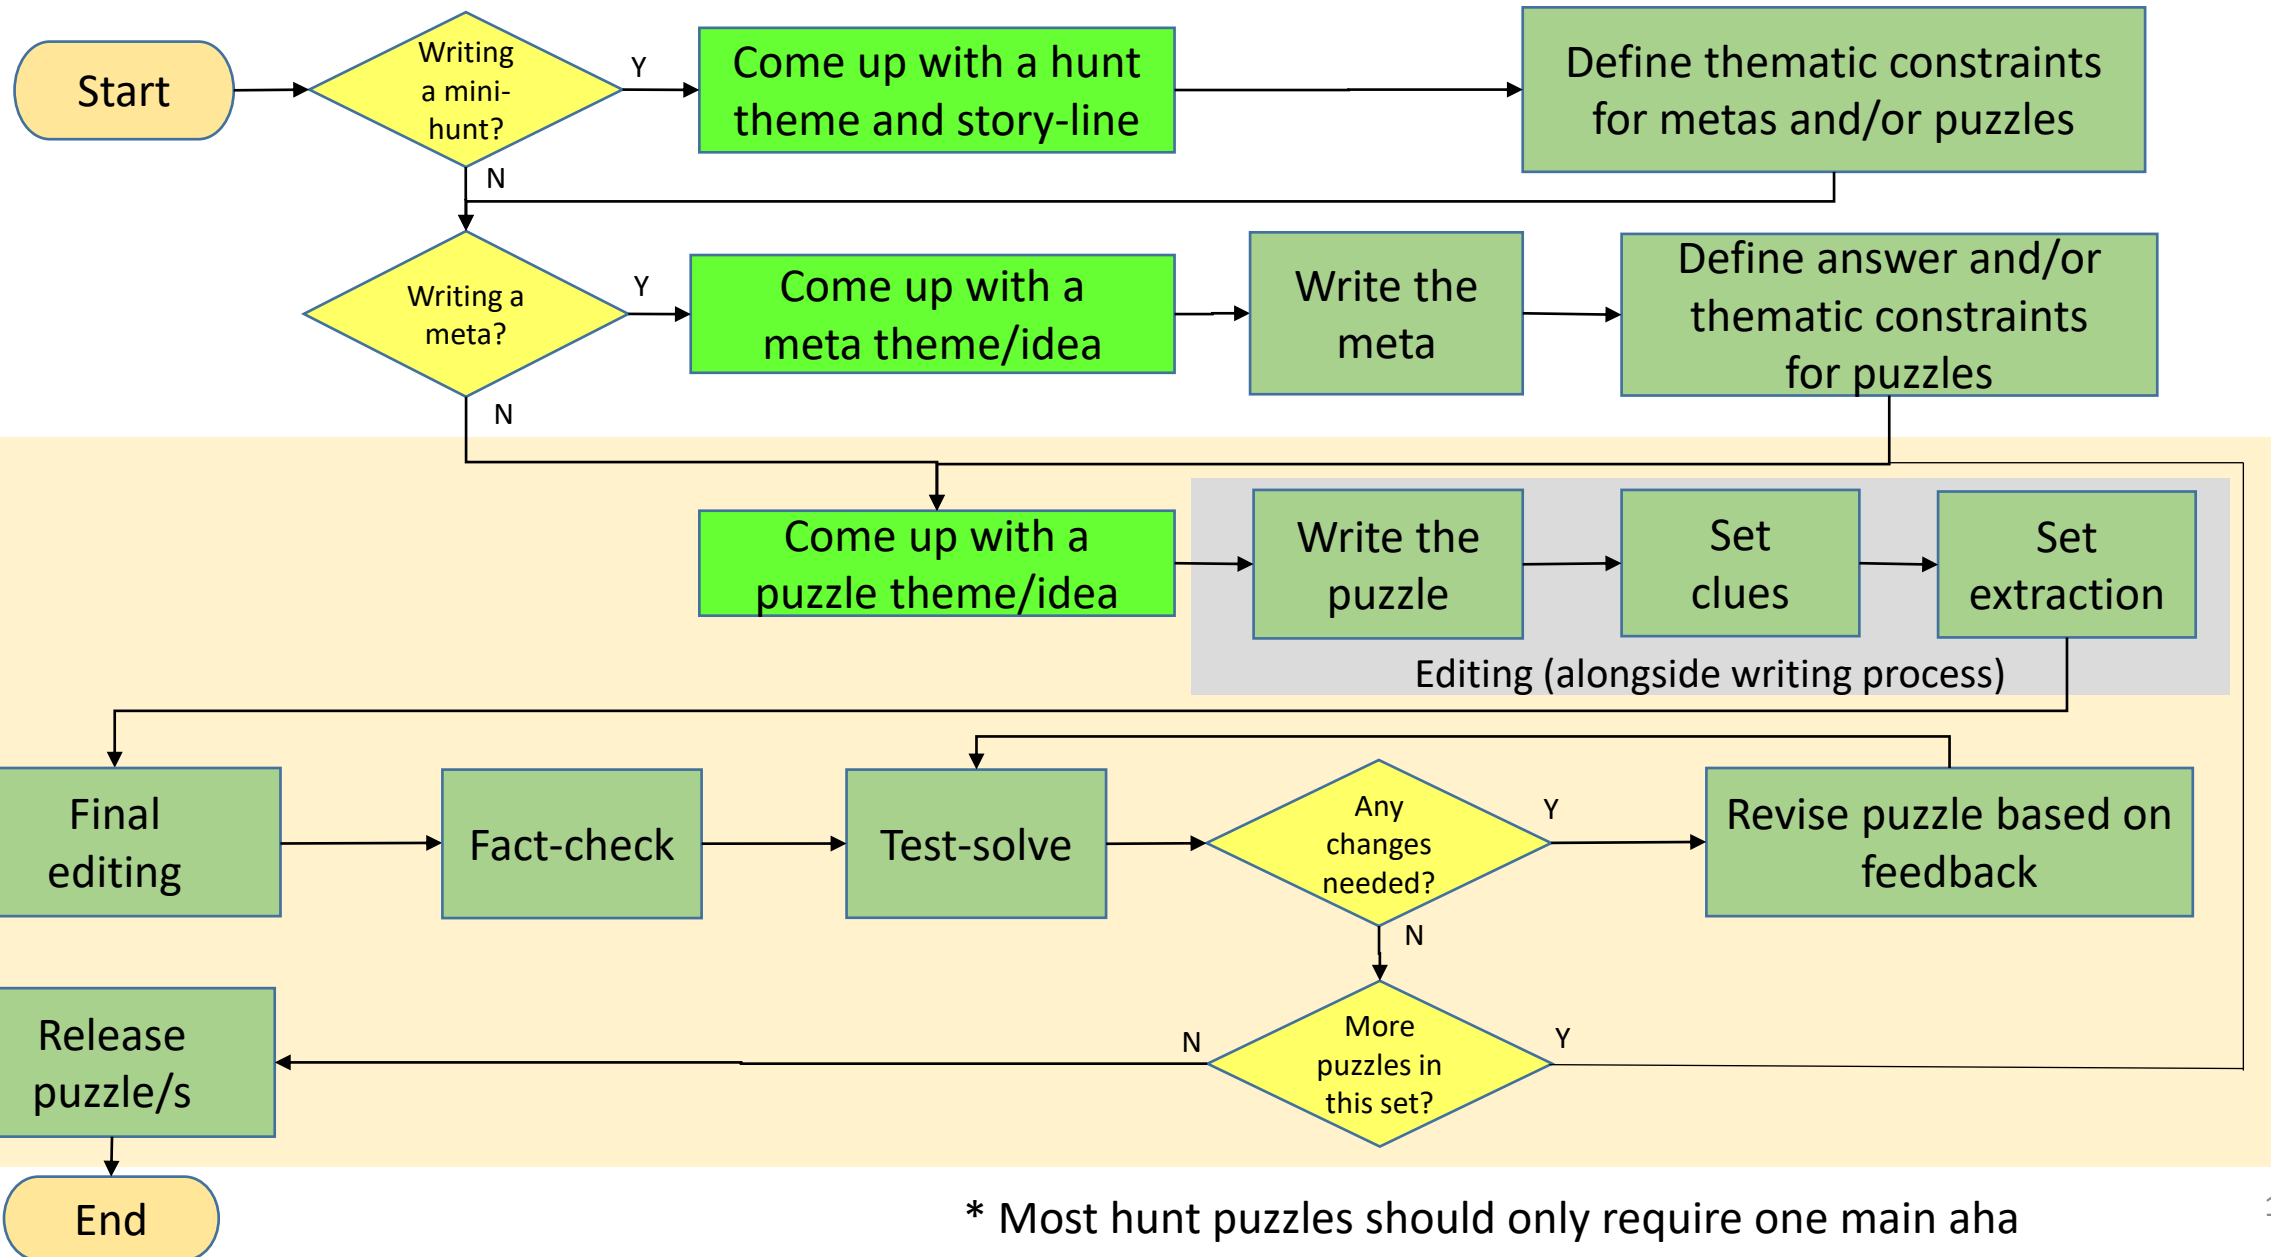 Start
Writing
a mini-
hunt?
Y
Come up with a hunt
theme and story-line
Define thematic constraints
for metas and/or puzzles
N
Writing a
meta?
Y
Come up with a
meta theme/idea
Write the
meta
Define answer and/or
thematic constraints
for puzzles
N
Come up with a
puzzle theme/idea
Write the
puzzle
Set
clues
Set
extraction
Editing (alongside writing process)
Final
editing
Fact-check
Test-solve
Any
changes
needed?
Y
Revise puzzle based on
feedback
N
More
puzzles in
this set?
Y
N
Release
puzzle/s
End
* Most hunt puzzles should only require one main aha